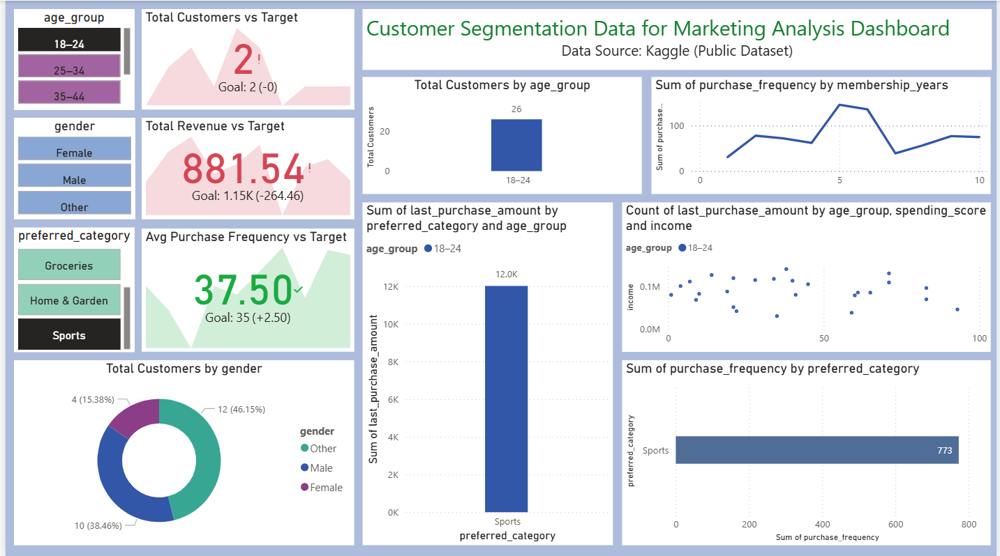 age_group
18–24
25–34
35–44
Total Customers vs Target
2!
Goal: 2 (-0)
Customer Segmentation Data for Marketing Analysis Dashboard
Data Source: Kaggle (Public Dataset)
gender
Female
Male
Other
Total Revenue vs Target
881.54!
Goal: 1.15K (-264.46)
Total Customers by age_group
Total Customers
26
20
0
18–24
Sum of purchase_frequency by membership_years
Sum of purchase...
100
0
0
5
10
preferred_category
Groceries
Home & Garden
Sports
Avg Purchase Frequency vs Target
37.50
Goal: 35 (+2.50)
Sum of last_purchase_amount by
preferred_category and age_group
age_group
18–24
Sum of last_purchase_amount
12.0K
12K
10K
8K
6K
4K
2K
0K
Sports
preferred_category
Count of last_purchase_amount by age_group, spending_score
and income
age_group
18–24
income
0.1M
0.0M
0
50
100
Total Customers by gender
4 (15.38%)
12 (46.15%)
10 (38.46%)
gender
Other
Male
Female
Sum of purchase_frequency by preferred_category
preferred_category
Sports
773
0
200
400
600
800
Sum of purchase_frequency